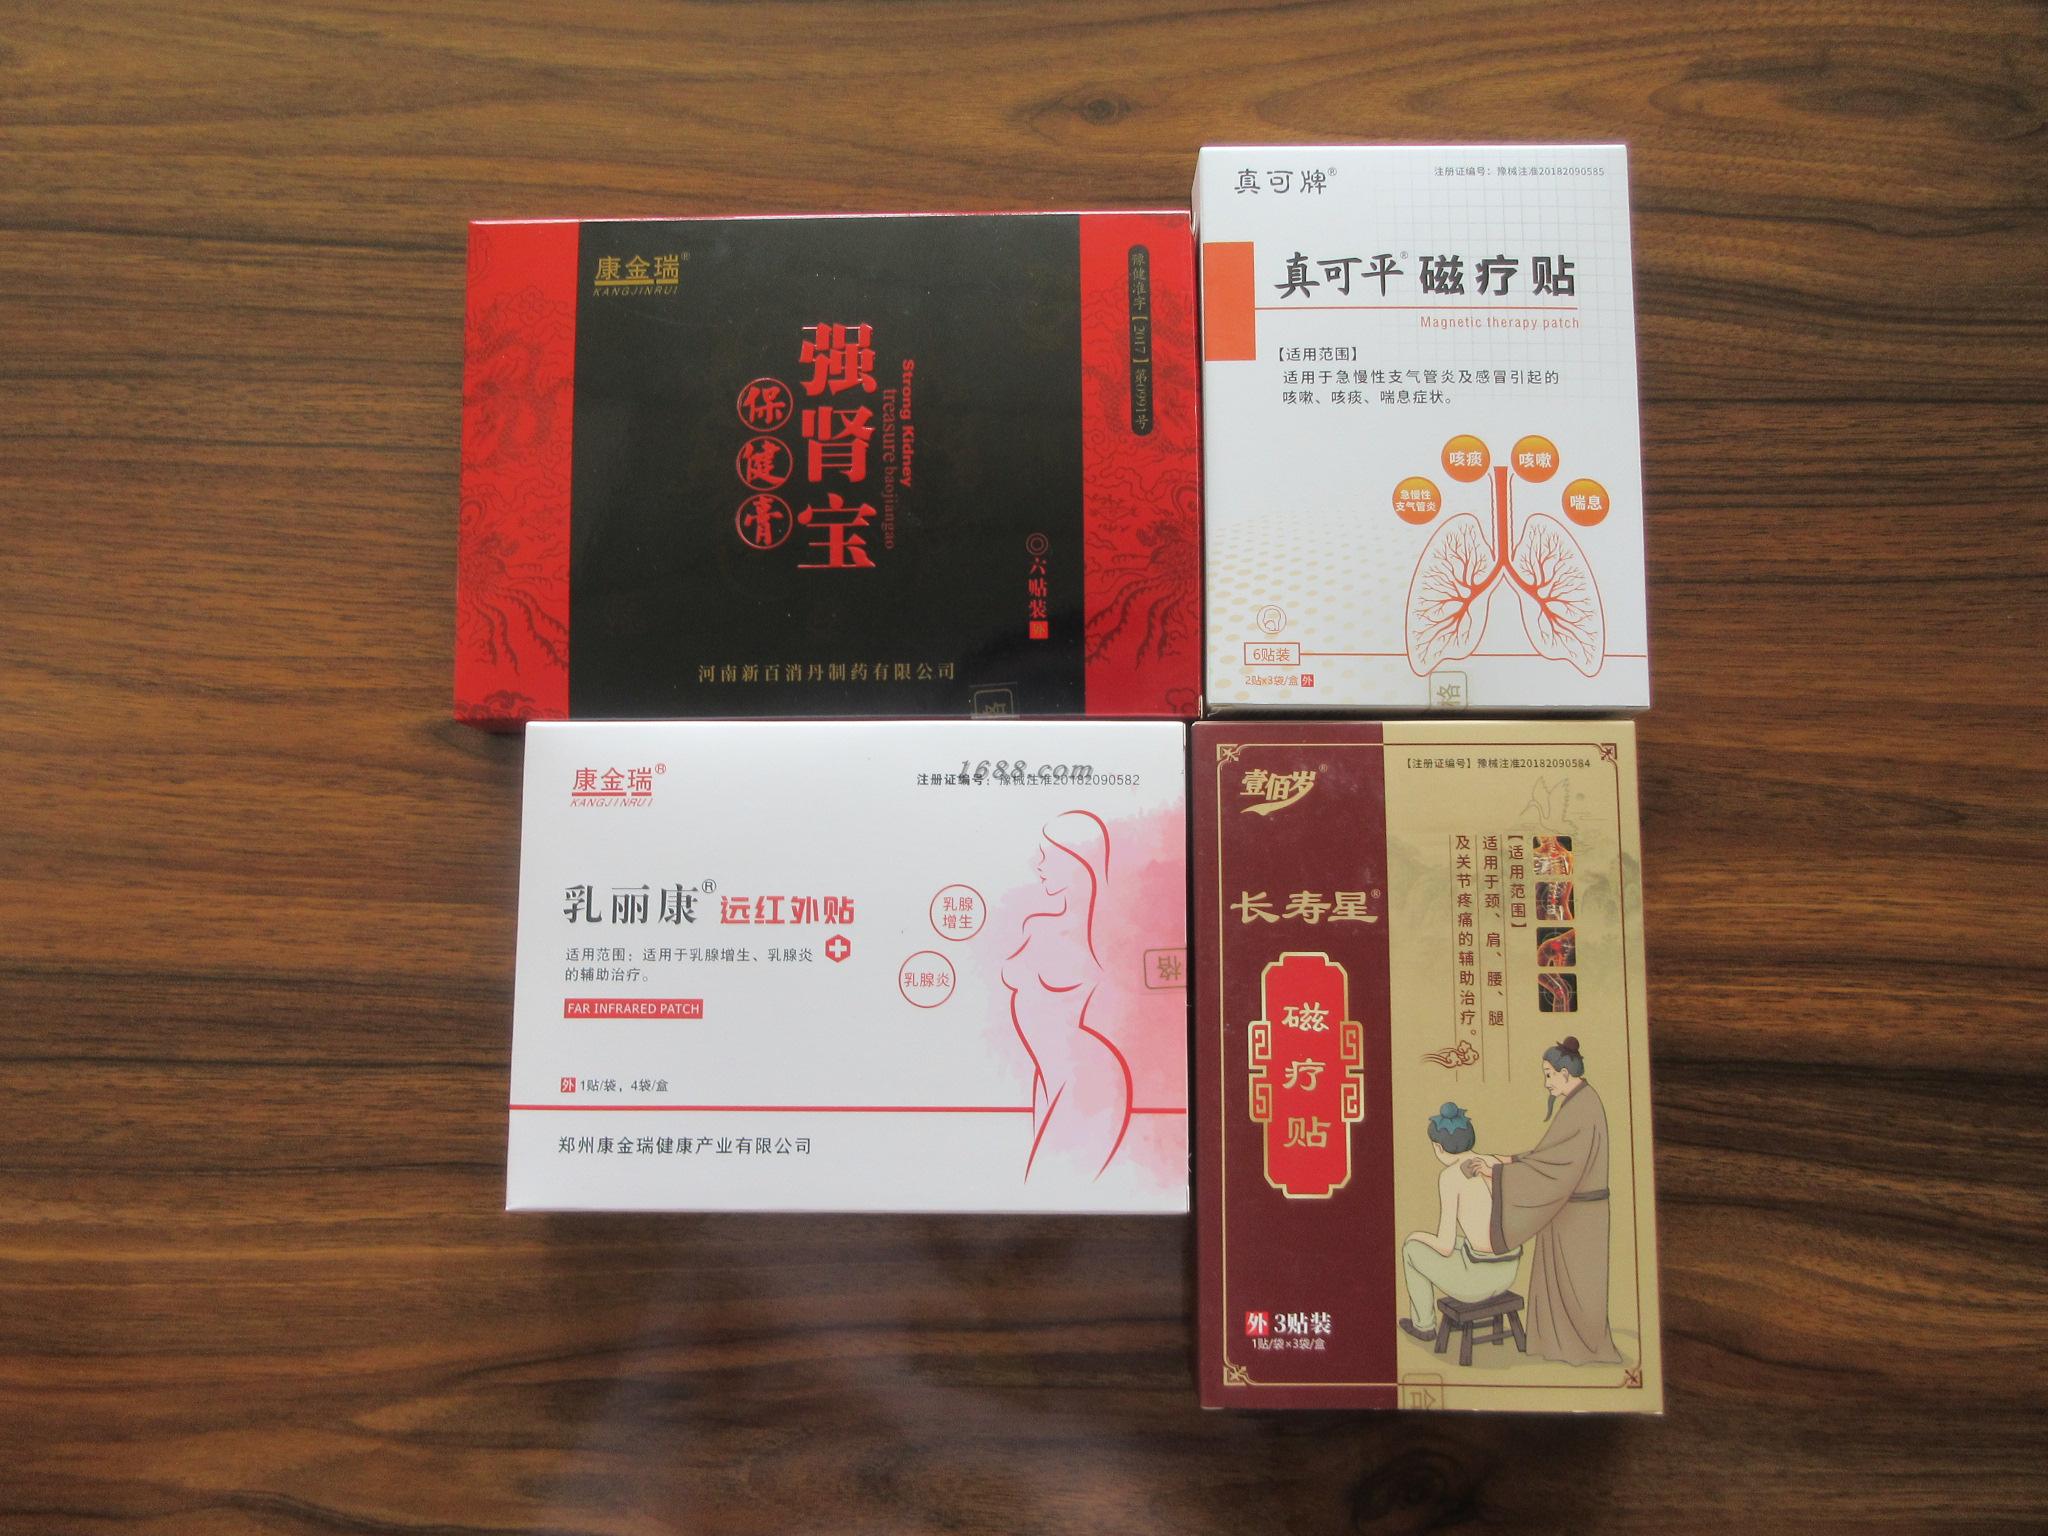 康金瑞®
KANGJINRUI
豫健准字【2017】第0991号
强肾宝
保健膏
Strong Kidney
treasure baojiangao
◎六贴装 外
河南新百消丹制药有限公司
格
真可牌®
注册证编号：豫械注准20182090585
真可平®磁疗贴
Magnetic therapy patch
【适用范围】
适用于急慢性支气管炎及感冒引起的
咳嗽、咳痰、喘息症状。
咳痰
咳嗽
急慢性
支气管炎
喘息
6贴装
2贴x3袋/盒 外
格
康金瑞®
KANGJINRUI
1688.com
注册证编号：豫械注准20182090582
乳丽康®远红外贴
适用范围：适用于乳腺增生、乳腺炎
的辅助治疗。
FAR INFRARED PATCH
乳腺
增生
乳腺炎
格
外 1贴/袋，4袋/盒
郑州康金瑞健康产业有限公司
壹佰岁®
【注册证编号】豫械注准20182090584
长寿星®
磁疗贴
【适用范围】
适用于颈、肩、腰、腿
及关节疼痛的辅助治疗。
外 3贴装
1贴/袋×3袋/盒
合